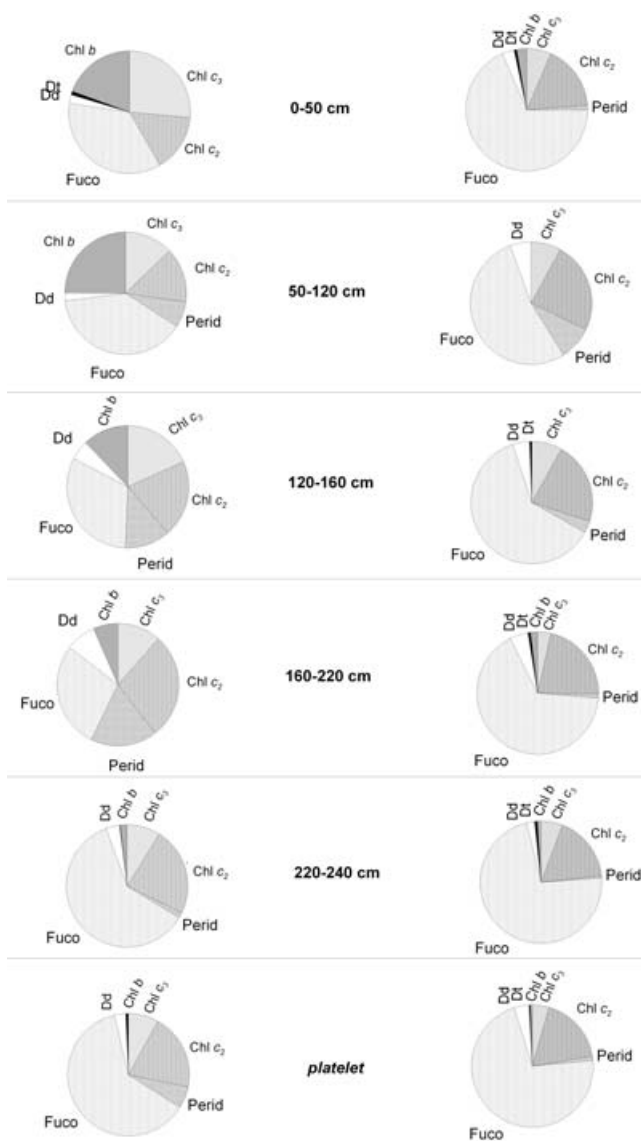 Chl b
Dt
Dd
Chl c3
Chl c2
Fuco
0-50 cm
Dd
Dt
Chl b
Chl c3
Chl c2
Perid
Fuco
Chl b
Chl c3
Chl c2
Dd
Perid
Fuco
50-120 cm
Dd
Chl c3
Chl c2
Perid
Fuco
Dd
Chl b
Chl c3
Chl c2
Fuco
Perid
120-160 cm
Dd
Dt
Chl c3
Chl c2
Perid
Fuco
Dd
Chl b
Chl c3
Chl c2
Fuco
Perid
160-220 cm
Dd
Dt
Chl b
Chl c3
Chl c2
Perid
Fuco
Dd
Chl b
Chl c3
Chl c2
Perid
Fuco
220-240 cm
Dd
Dt
Chl b
Chl c3
Chl c2
Perid
Fuco
Dd
Chl b
Chl c3
Chl c2
Perid
Fuco
platelet
Dd
Dt
Chl b
Chl c3
Chl c2
Perid
Fuco